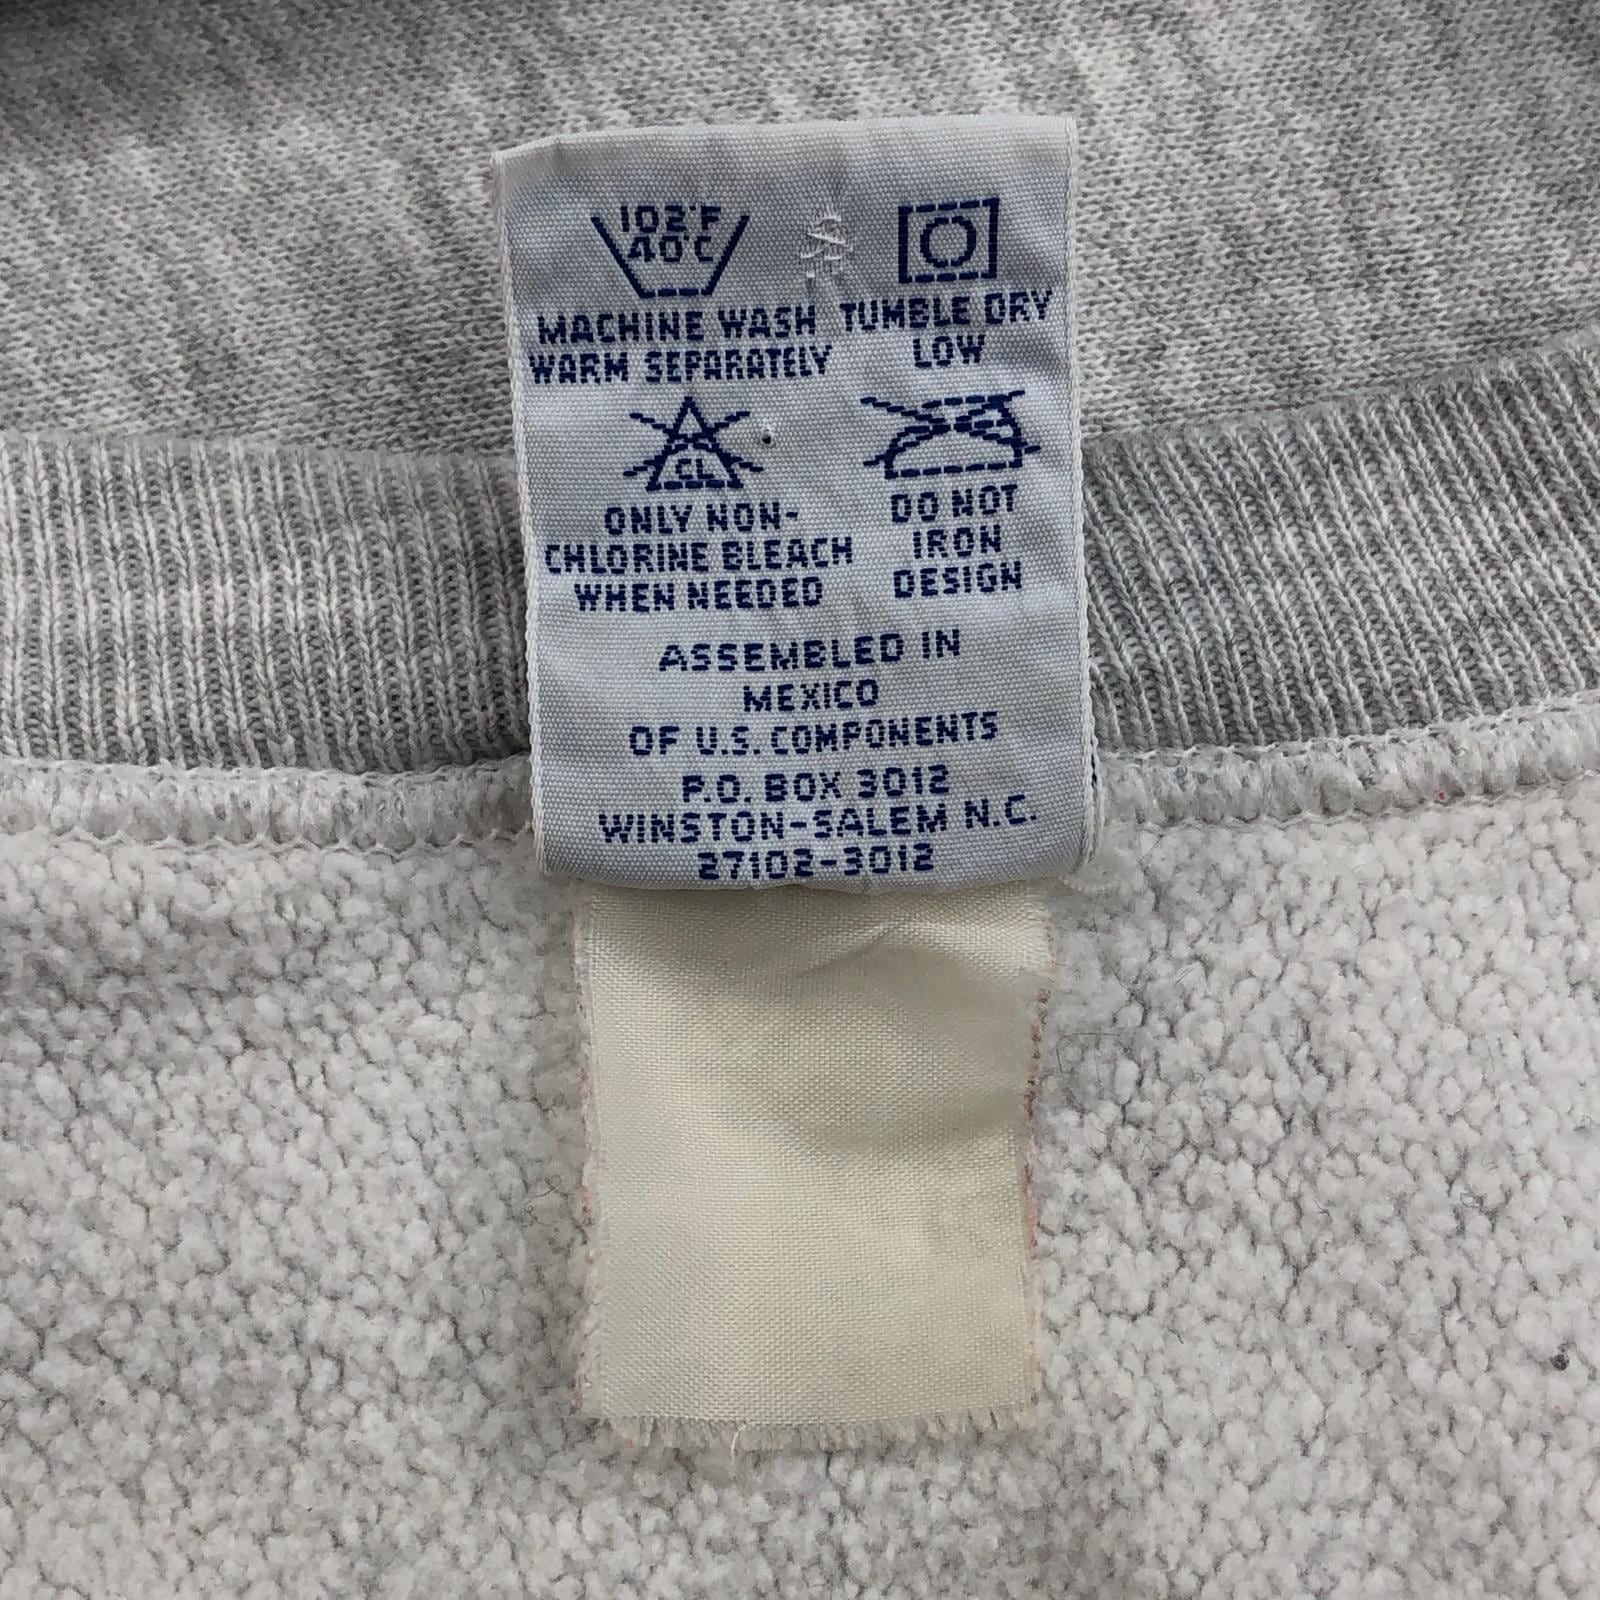 102°F
40°C
MACHINE WASH
WARM SEPARATELY
TUMBLE DRY
LOW
CL
ONLY NON-
CHLORINE BLEACH
WHEN NEEDED
DO NOT
IRON
DESIGN
ASSEMBLED IN
MEXICO
OF U.S. COMPONENTS
P.O. BOX 3012
WINSTON-SALEM N.C.
27102-3012